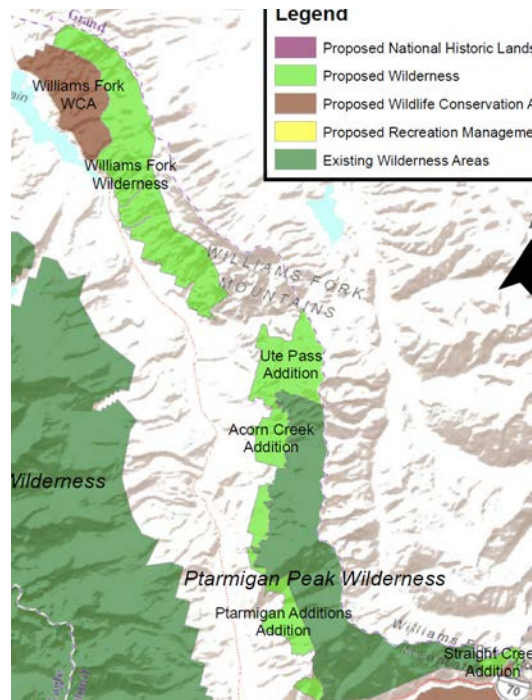 Legend
Proposed National Historic Lands
Proposed Wilderness
Proposed Wildlife Conservation A
Proposed Recreation Manageme
Existing Wilderness Areas
Grand
Williams Fork
WCA
ain
Williams Fork
Wilderness
WILLIAMS FORK
MOUNTAINS
Ute Pass
Addition
Acorn Creek
Addition
Wilderness
Ptarmigan Peak Wilderness
Ptarmigan Additions
Addition
Williams F
Straight Cree
Addition
70
Eagle